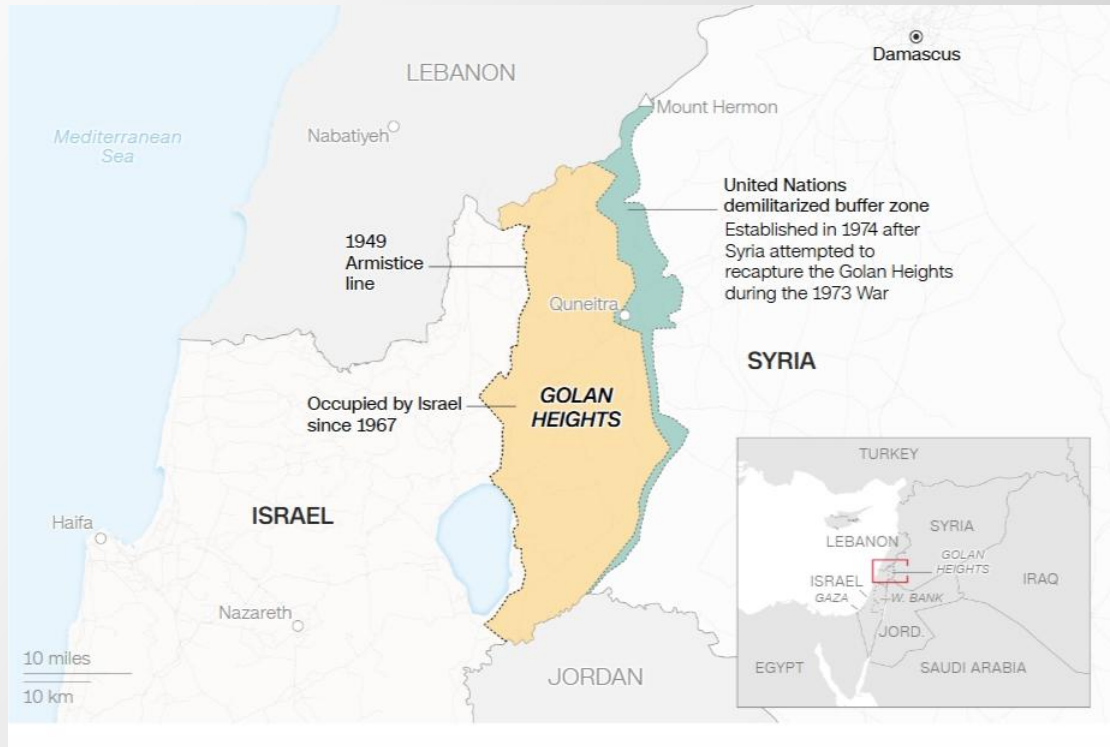 Damascus
LEBANON
Mount Hermon
Nabatiyeh
Mediterranean
Sea
United Nations
demilitarized buffer zone
Established in 1974 after
Syria attempted to
recapture the Golan Heights
during the 1973 War
1949
Armistice
line
Quneitra
SYRIA
Occupied by Israel
since 1967
GOLAN
HEIGHTS
ISRAEL
Haifa
Nazareth
10 miles
10 km
JORDAN
TURKEY
SYRIA
LEBANON
GOLAN
HEIGHTS
ISRAEL
IRAQ
GAZA
W. BANK
JORD.
EGYPT
SAUDI ARABIA